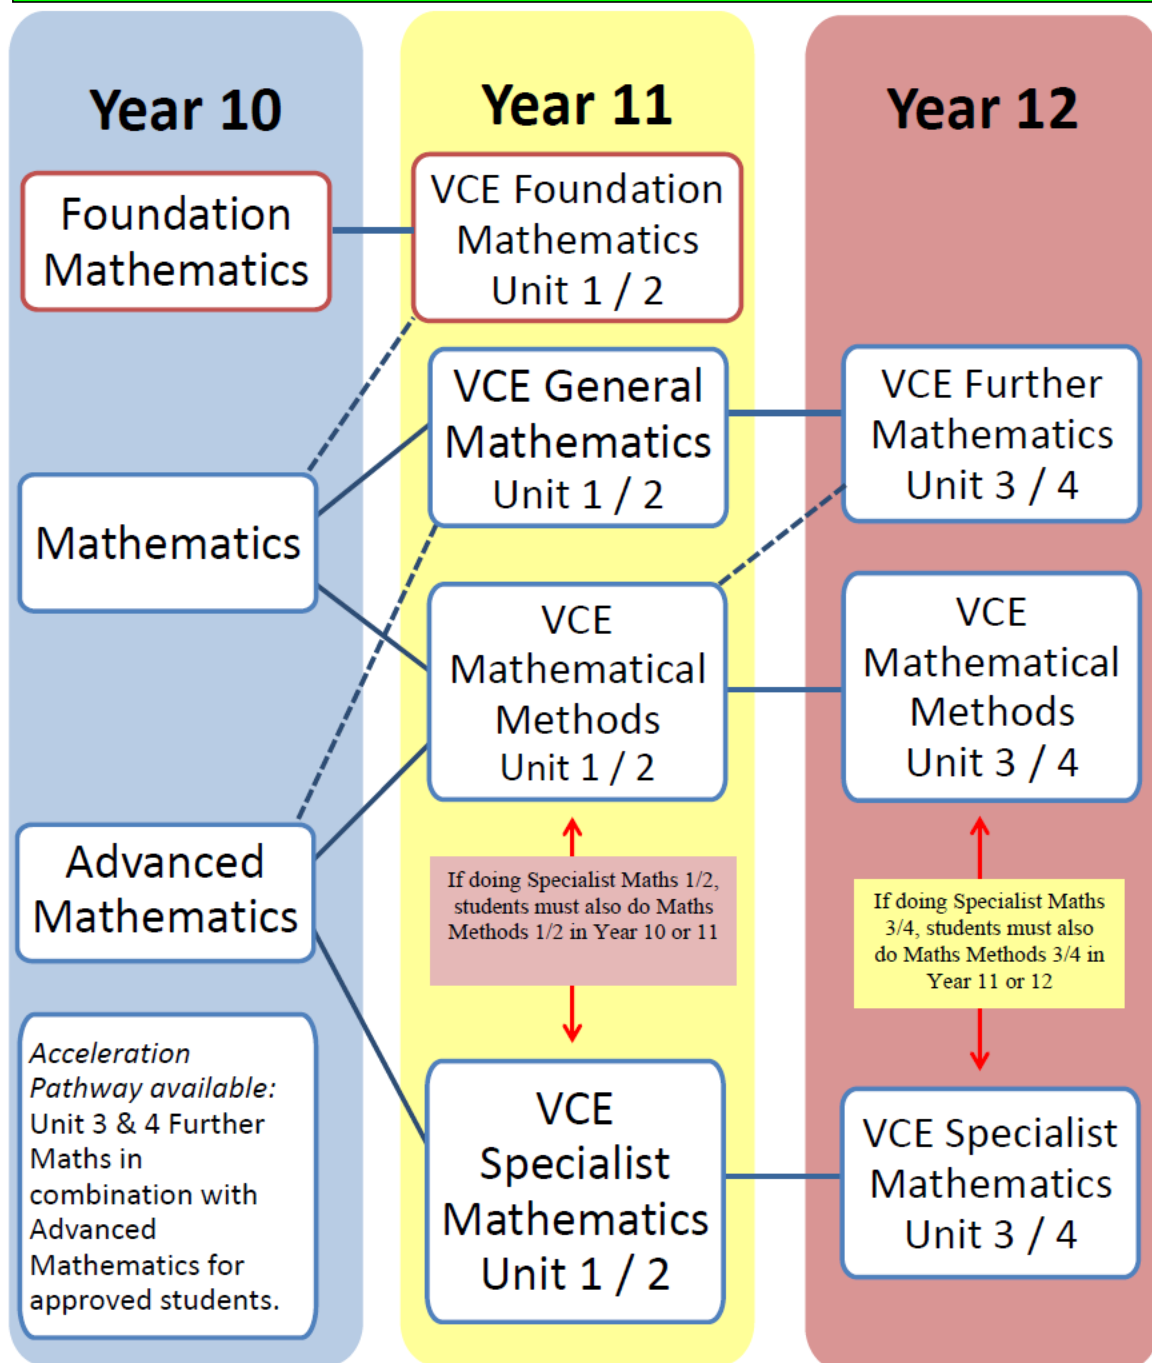 Year 10
Foundation
Mathematics
Mathematics
Advanced
Mathematics
Acceleration
Pathway available:
Unit 3 & 4 Further
Maths in
combination with
Advanced
Mathematics for
approved students.
Year 11
VCE Foundation
Mathematics
Unit 1 / 2
VCE General
Mathematics
Unit 1 / 2
VCE
Mathematical
Methods
Unit 1 / 2
If doing Specialist Maths 1/2,
students must also do Maths
Methods 1/2 in Year 10 or 11
VCE
Specialist
Mathematics
Unit 1 / 2
Year 12
VCE Further
Mathematics
Unit 3 / 4
VCE
Mathematical
Methods
Unit 3 / 4
If doing Specialist Maths
3/4, students must also
do Maths Methods 3/4 in
Year 11 or 12
VCE Specialist
Mathematics
Unit 3 / 4